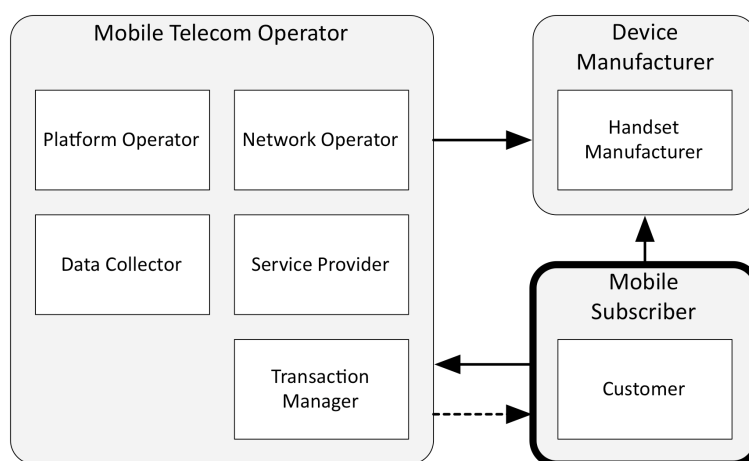 Mobile Telecom Operator
Platform Operator
Network Operator
Data Collector
Service Provider
Transaction
Manager
Device
Manufacturer
Handset
Manufacturer
Mobile
Subscriber
Customer